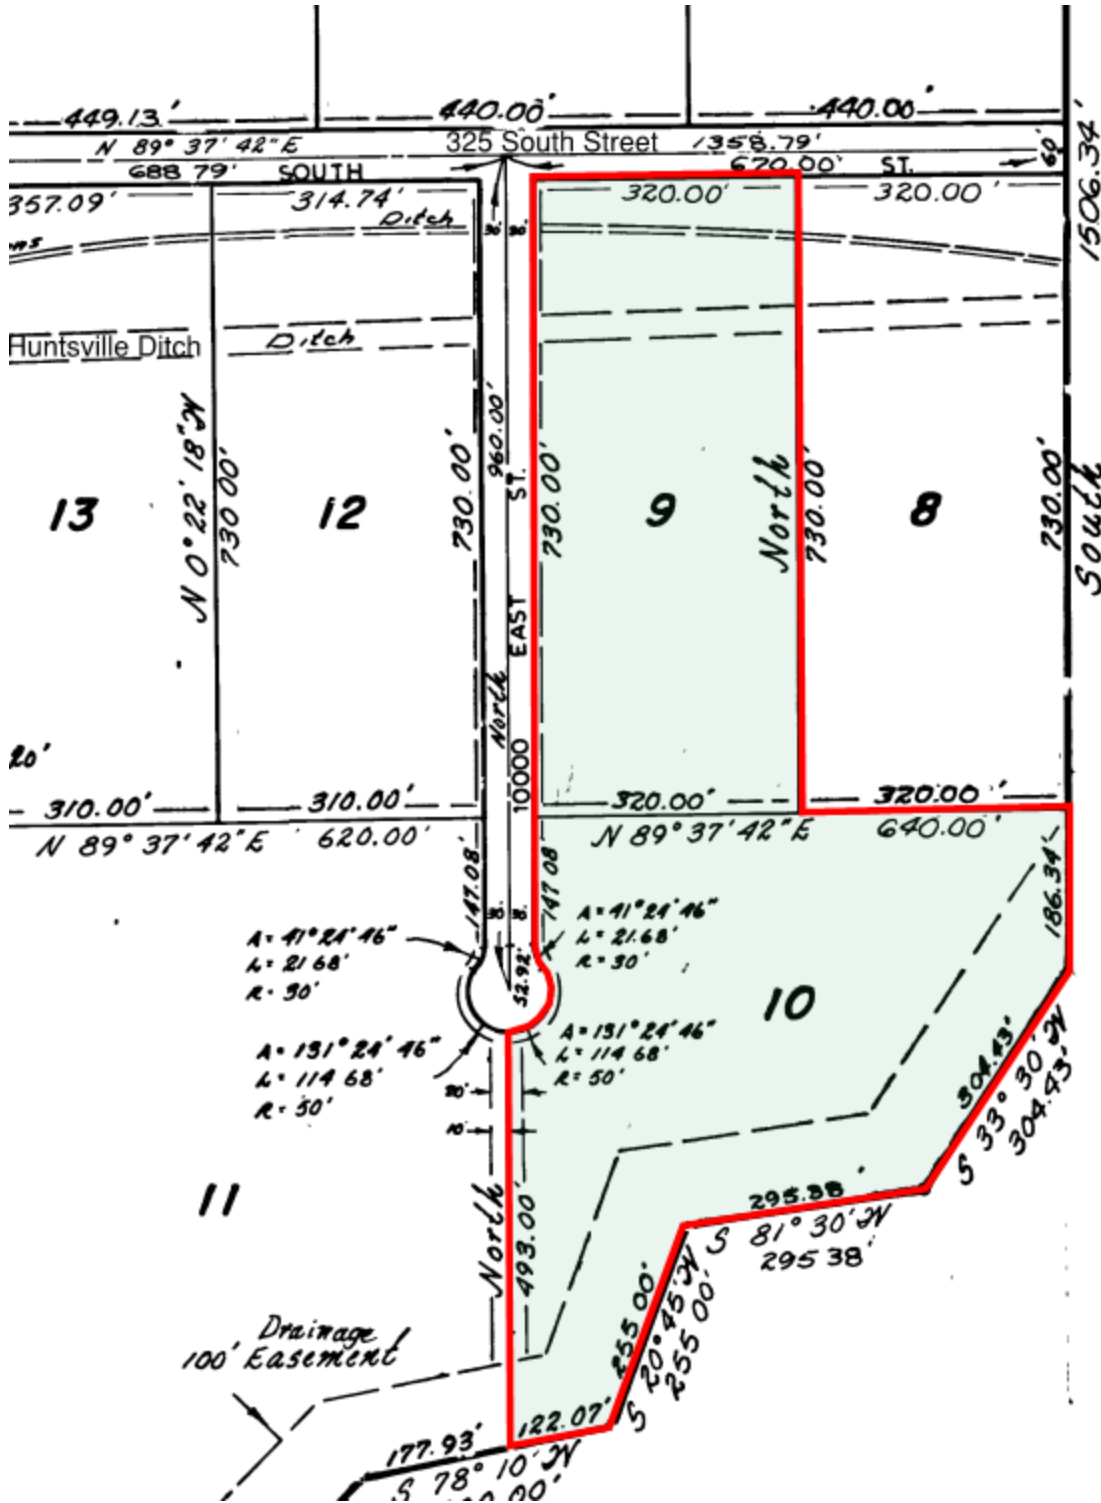 449.13'
440.00'
440.00'
N 89° 37' 42" E
325 South Street
1358.79'
60'
688 79'
SOUTH
670.00'
ST.
1506.34'
357.09'
314.74'
320.00'
320.00'
Ditch
30'
30'
Huntsville Ditch
Ditch
N 0° 22' 18" W
730 00'
730.00'
960.00'
North
10000 EAST ST.
730.00'
North
730.00'
730.00'
South
13
12
9
8
20'
310.00'
310.00'
320.00'
320.00'
N 89° 37' 42" E
620.00'
N 89° 37' 42" E
640.00'
147.08'
30'
30'
147 08
186.34'
A= 41° 24' 46"
L= 21 68'
R= 30'
A= 41° 24' 46"
L= 21.68'
R= 30'
52.92'
10
A= 131° 24' 46"
L= 114 68'
R= 50'
A= 131° 24' 46"
L= 114 68'
R= 50'
20'
10'
304.43'
S 33° 30' W
304.43'
11
North
493.00'
295.38'
S 81° 30' W
295 38'
255 00'
S 20° 45' W
255 00'
Drainage
100' Easement
122.07'
177.93'
S 78° 10' W
00.00'